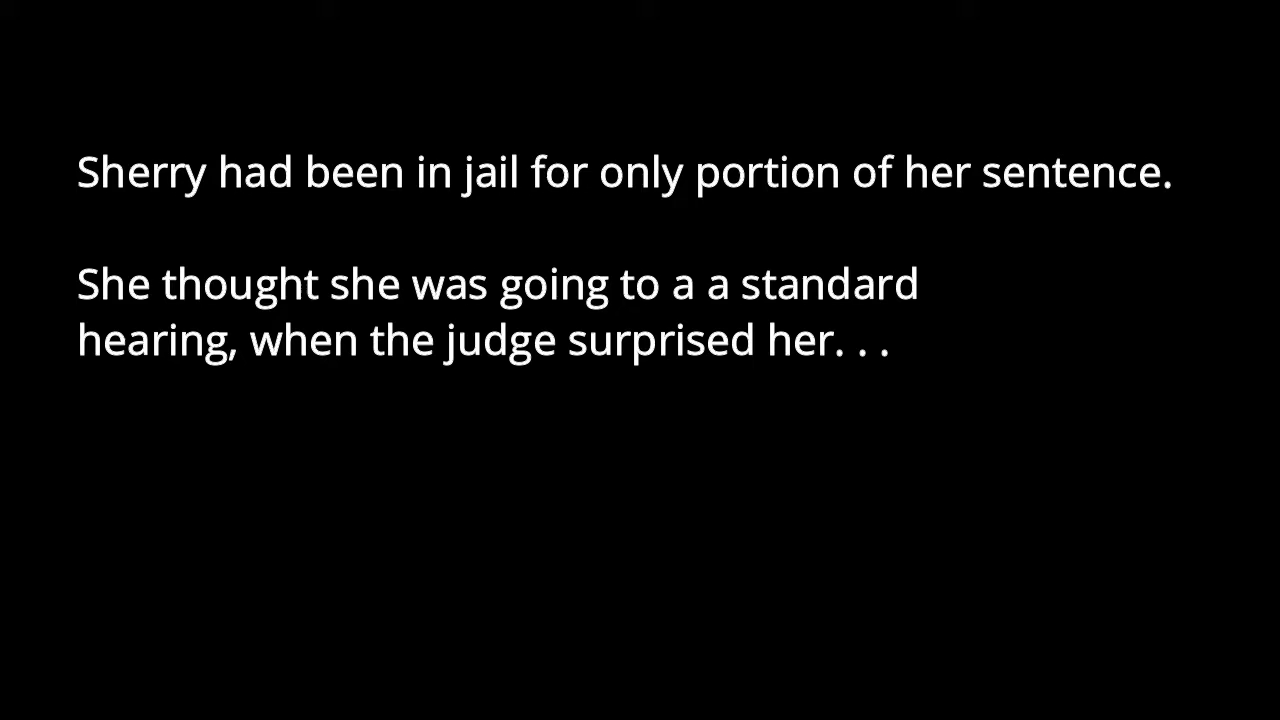 Sherry had been in jail for only portion of her sentence.
She thought she was going to a a standard
hearing, when the judge surprised her. . .